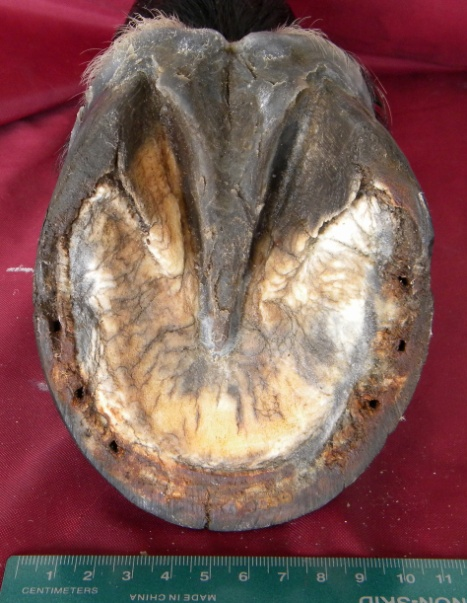 1 2 3 4 5 6 7 8 9 10 11
CENTIMETERS MADE IN CHINA NON-SKID